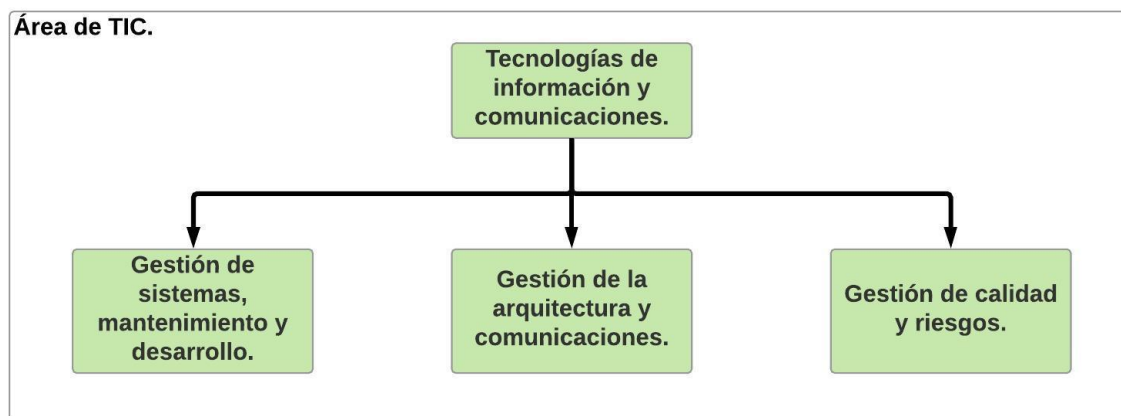 Área de TIC.
Tecnologías de
información y
comunicaciones.
Gestión de
sistemas,
mantenimiento y
desarrollo.
Gestión de la
arquitectura y
comunicaciones.
Gestión de calidad
y riesgos.